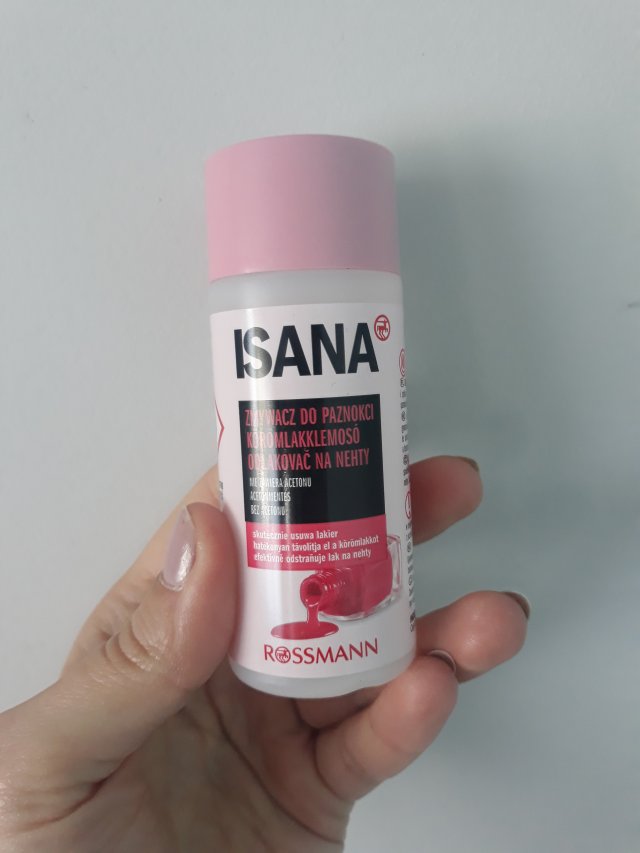 ISANA
ZMYWACZ DO PAZNOKCI
KÖRÖMLAKKLEMOSÓ
ODLAKOVAČ NA NEHTY
NIE ZAWIERA ACETONU
ACETONMENTES
BEZ ACETONU
skutecznie usuwa lakier
hatékonyan távolítja el a körömlakkot
efektivně odstraňuje lak na nehty
ROSSMANN